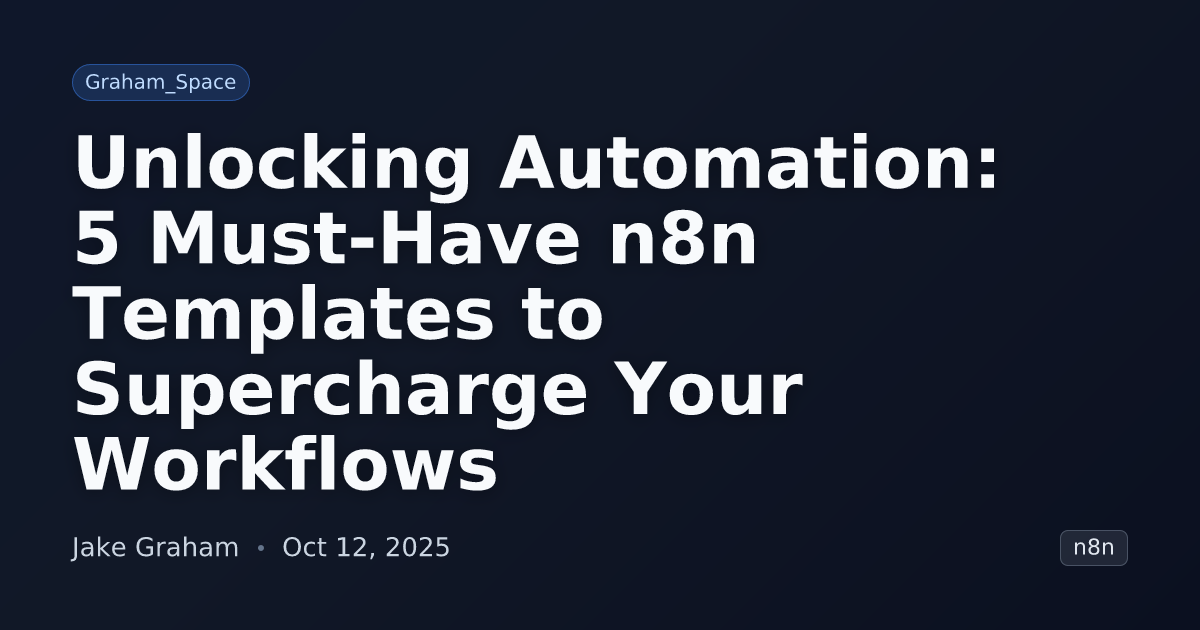 Graham_Space
Unlocking Automation:
5 Must-Have n8n
Templates to
Supercharge Your
Workflows
Jake Graham • Oct 12, 2025
n8n